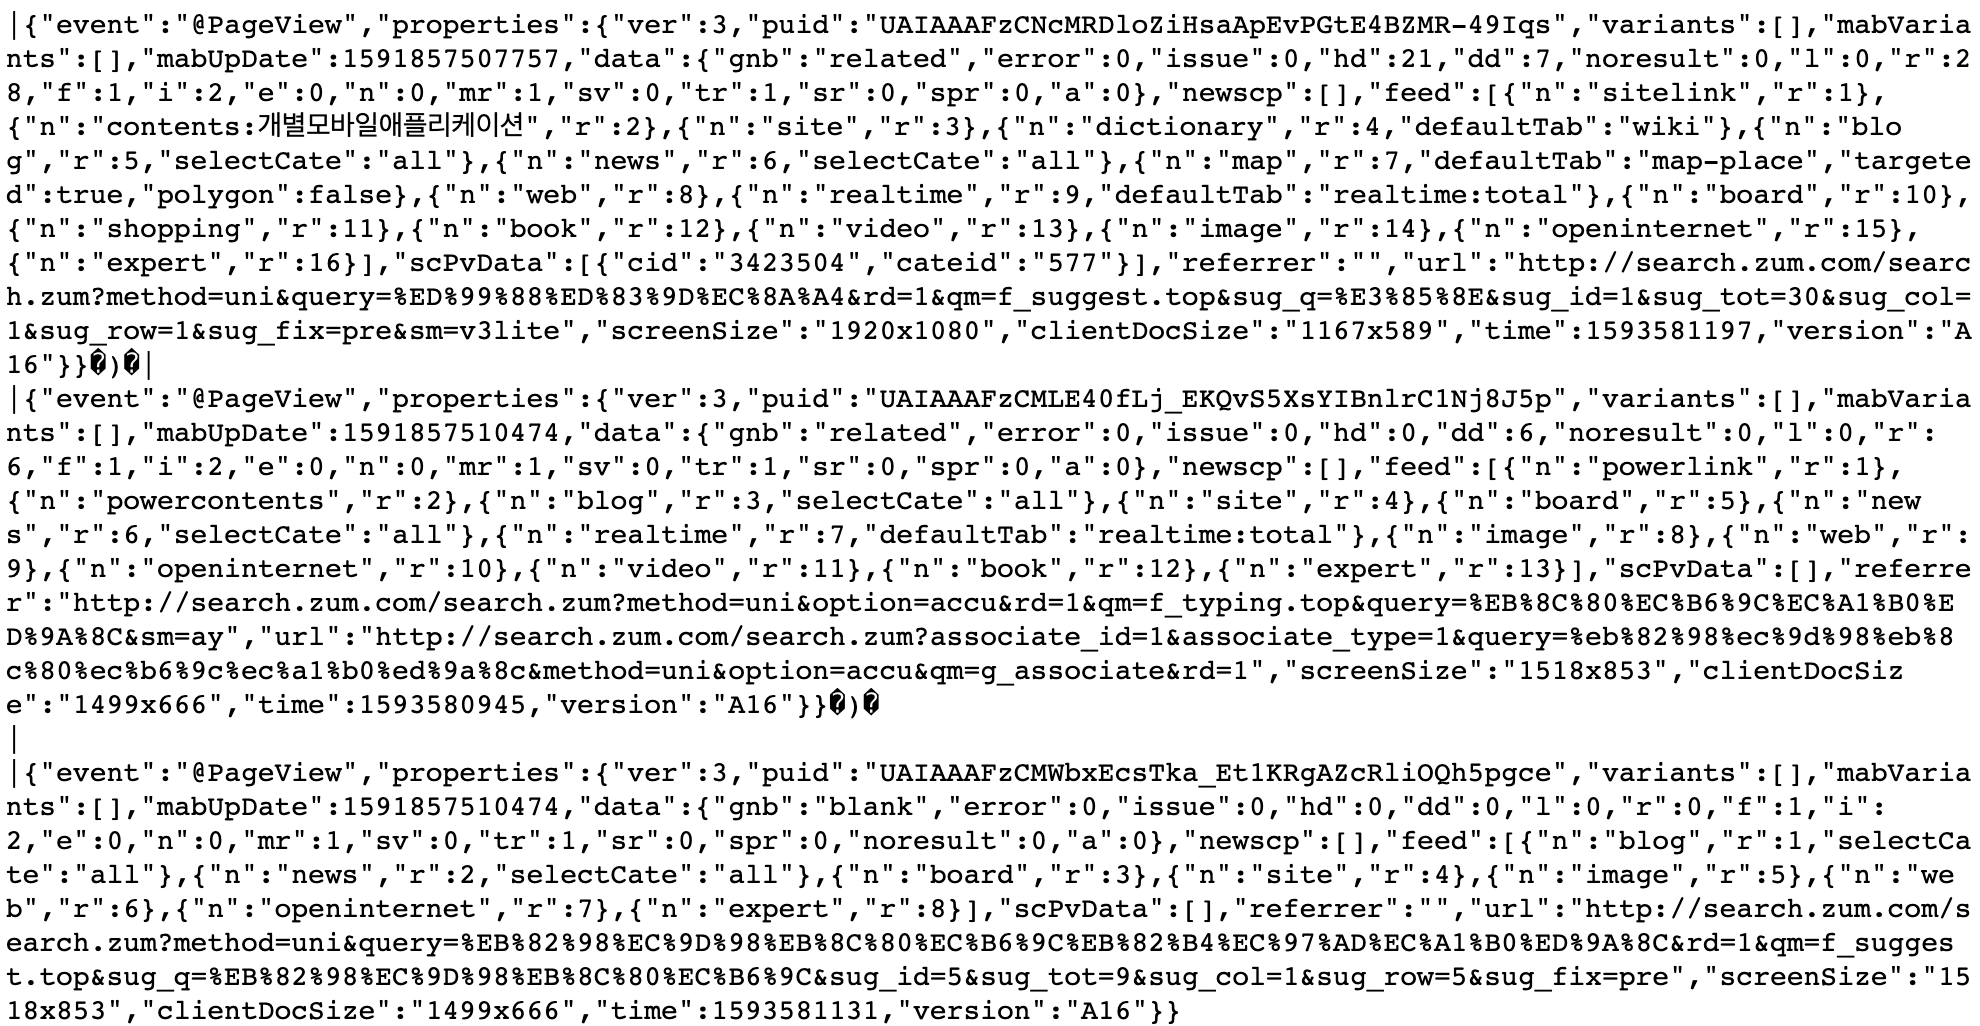 |{"event":"@PageView","properties":{"ver":3,"puid":"UAIAAAFzCNcMRDloZiHsaApEvPGtE4BZMR-49Iqs","variants":[],"mabVaria
nts":[],"mabUpDate":1591857507757,"data":{"gnb":"related","error":0,"issue":0,"hd":21,"dd":7,"noresult":0,"l":0,"r":2
8,"f":1,"i":2,"e":0,"n":0,"mr":1,"sv":0,"tr":1,"sr":0,"spr":0,"a":0},"newscp":[],"feed":[{"n":"sitelink","r":1},
{"n":"contents:개별모바일애플리케이션","r":2},{"n":"site","r":3},{"n":"dictionary","r":4,"defaultTab":"wiki"},{"n":"blo
g","r":5,"selectCate":"all"},{"n":"news","r":6,"selectCate":"all"},{"n":"map","r":7,"defaultTab":"map-place","targete
d":true,"polygon":false},{"n":"web","r":8},{"n":"realtime","r":9,"defaultTab":"realtime:total"},{"n":"board","r":10},
{"n":"shopping","r":11},{"n":"book","r":12},{"n":"video","r":13},{"n":"image","r":14},{"n":"openinternet","r":15},
{"n":"expert","r":16}],"scPvData":[{"cid":"3423504","cateid":"577"}],"referrer":"","url":"http://search.zum.com/searc
h.zum?method=uni&query=%ED%99%88%ED%83%9D%EC%8A%A4&rd=1&qm=f_suggest.top&sug_q=%E3%85%8E&sug_id=1&sug_tot=30&sug_col=
1&sug_row=1&sug_fix=pre&sm=v3lite","screenSize":"1920x1080","clientDocSize":"1167x589","time":1593581197,"version":"A
16"}}�)�|
|{"event":"@PageView","properties":{"ver":3,"puid":"UAIAAAFzCMLE40fLj_EKQvS5XsYIBnlrC1Nj8J5p","variants":[],"mabVaria
nts":[],"mabUpDate":1591857510474,"data":{"gnb":"related","error":0,"issue":0,"hd":0,"dd":6,"noresult":0,"l":0,"r":
6,"f":1,"i":2,"e":0,"n":0,"mr":1,"sv":0,"tr":1,"sr":0,"spr":0,"a":0},"newscp":[],"feed":[{"n":"powerlink","r":1},
{"n":"powercontents","r":2},{"n":"blog","r":3,"selectCate":"all"},{"n":"site","r":4},{"n":"board","r":5},{"n":"new
s","r":6,"selectCate":"all"},{"n":"realtime","r":7,"defaultTab":"realtime:total"},{"n":"image","r":8},{"n":"web","r":
9},{"n":"openinternet","r":10},{"n":"video","r":11},{"n":"book","r":12},{"n":"expert","r":13}],"scPvData":[],"referre
r":"http://search.zum.com/search.zum?method=uni&option=accu&rd=1&qm=f_typing.top&query=%EB%8C%80%EC%B6%9C%EC%A1%B0%E
D%9A%8C&sm=ay","url":"http://search.zum.com/search.zum?associate_id=1&associate_type=1&query=%eb%82%98%ec%9d%98%eb%8
c%80%ec%b6%9c%ec%a1%b0%ed%9a%8c&method=uni&option=accu&qm=g_associate&rd=1","screenSize":"1518x853","clientDocSiz
e":"1499x666","time":1593580945,"version":"A16"}}�)�
|
|{"event":"@PageView","properties":{"ver":3,"puid":"UAIAAAFzCMWbxEcsTka_Et1KRgAZcRliOQh5pgce","variants":[],"mabVaria
nts":[],"mabUpDate":1591857510474,"data":{"gnb":"blank","error":0,"issue":0,"hd":0,"dd":0,"l":0,"r":0,"f":1,"i":
2,"e":0,"n":0,"mr":1,"sv":0,"tr":1,"sr":0,"spr":0,"noresult":0,"a":0},"newscp":[],"feed":[{"n":"blog","r":1,"selectCa
te":"all"},{"n":"news","r":2,"selectCate":"all"},{"n":"board","r":3},{"n":"site","r":4},{"n":"image","r":5},{"n":"we
b","r":6},{"n":"openinternet","r":7},{"n":"expert","r":8}],"scPvData":[],"referrer":"","url":"http://search.zum.com/s
earch.zum?method=uni&query=%EB%82%98%EC%9D%98%EB%8C%80%EC%B6%9C%EB%82%B4%EC%97%AD%EC%A1%B0%ED%9A%8C&rd=1&qm=f_sugges
t.top&sug_q=%EB%82%98%EC%9D%98%EB%8C%80%EC%B6%9C&sug_id=5&sug_tot=9&sug_col=1&sug_row=5&sug_fix=pre","screenSize":"15
18x853","clientDocSize":"1499x666","time":1593581131,"version":"A16"}}